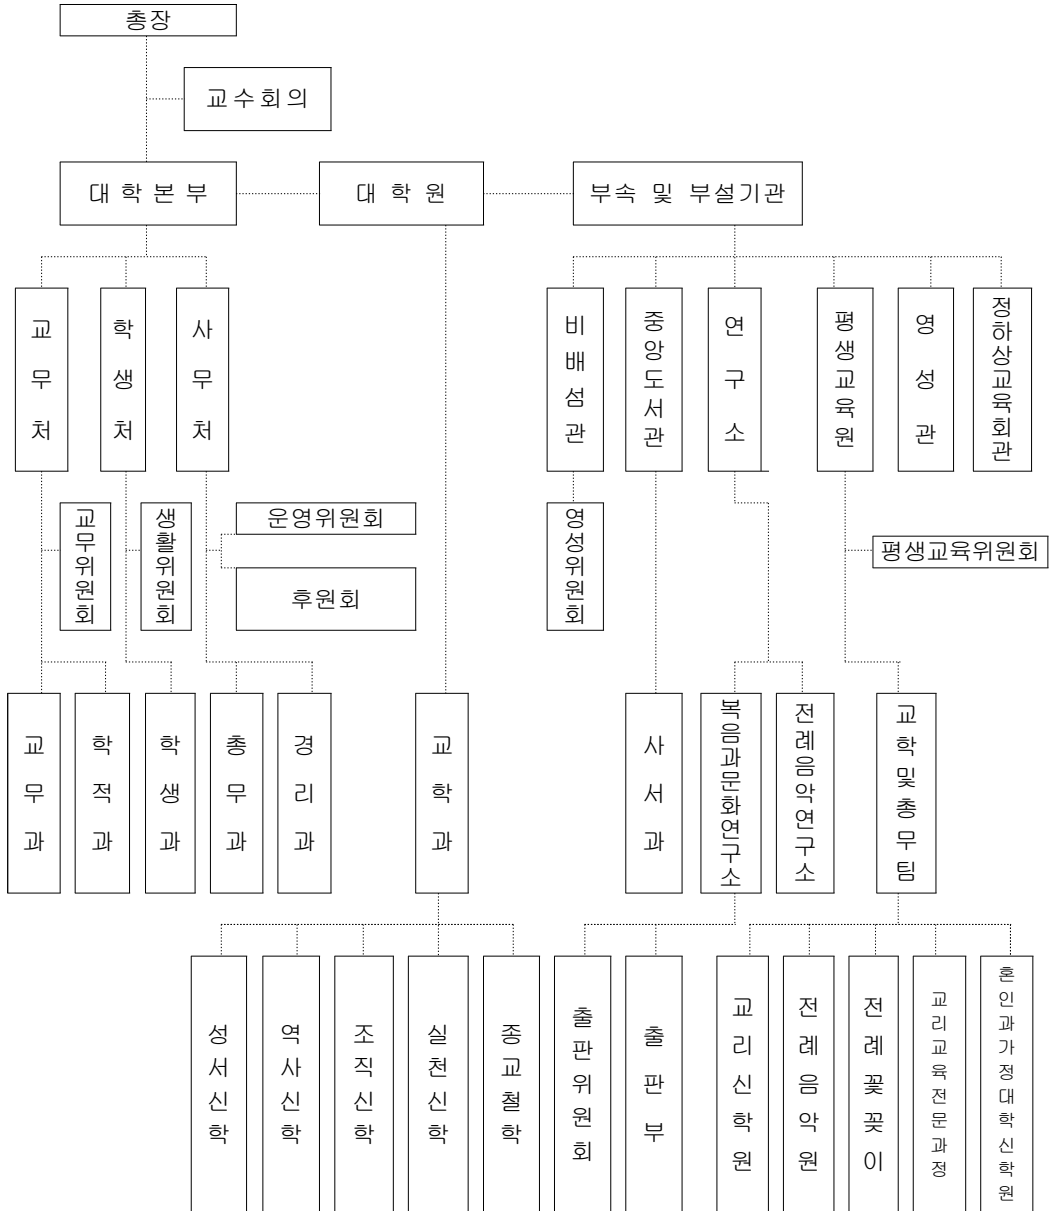 총장
교수회의
대학본부
대학원
부속 및 부설기관
교무처
학생처
사무처
비배섬관
중앙도서관
연구소
평생교육원
영성관
정하상교육회관
교무위원회
생활위원회
운영위원회
후원회
영성위원회
평생교육위원회
교무과
학적과
학생과
총무과
경리과
교학과
사서과
복음과문화연구소
전례음악연구소
교학및총무팀
성서신학
역사신학
조직신학
실천신학
종교철학
출판위원회
출판부
교리신학원
전례음악원
전례꽃꽂이
교리교육전문과정
혼인과가정대학신학원